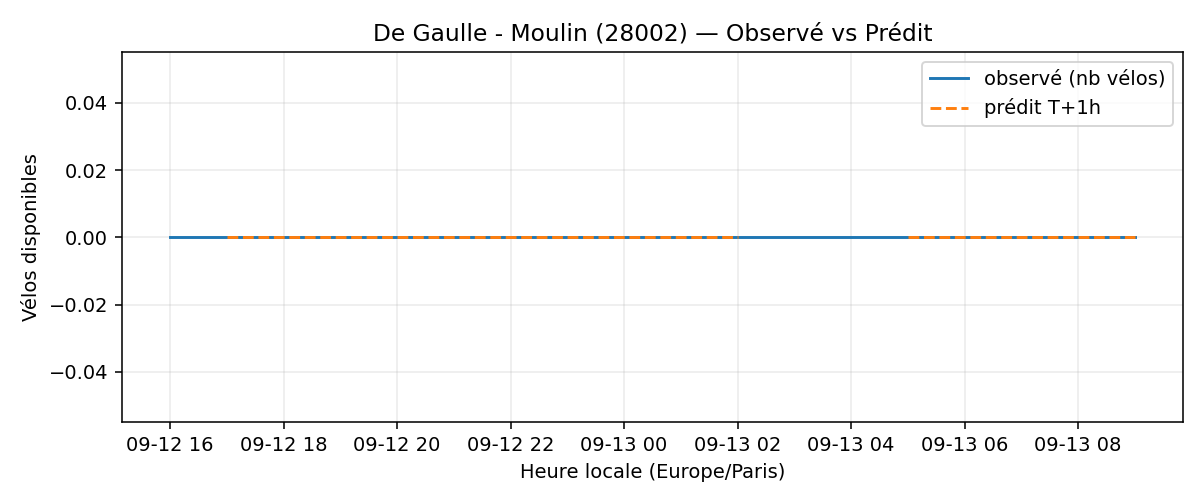 De Gaulle - Moulin (28002) — Observé vs Prédit
observé (nb vélos)
prédit T+1h
Vélos disponibles
0.04
0.02
0.00
−0.02
−0.04
09-12 16 09-12 18 09-12 20 09-12 22 09-13 00 09-13 02 09-13 04 09-13 06 09-13 08
Heure locale (Europe/Paris)